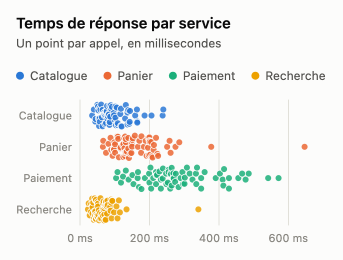 Temps de réponse par service
Un point par appel, en millisecondes
Catalogue Panier Paiement Recherche
Catalogue
Panier
Paiement
Recherche
0 ms 200 ms 400 ms 600 ms